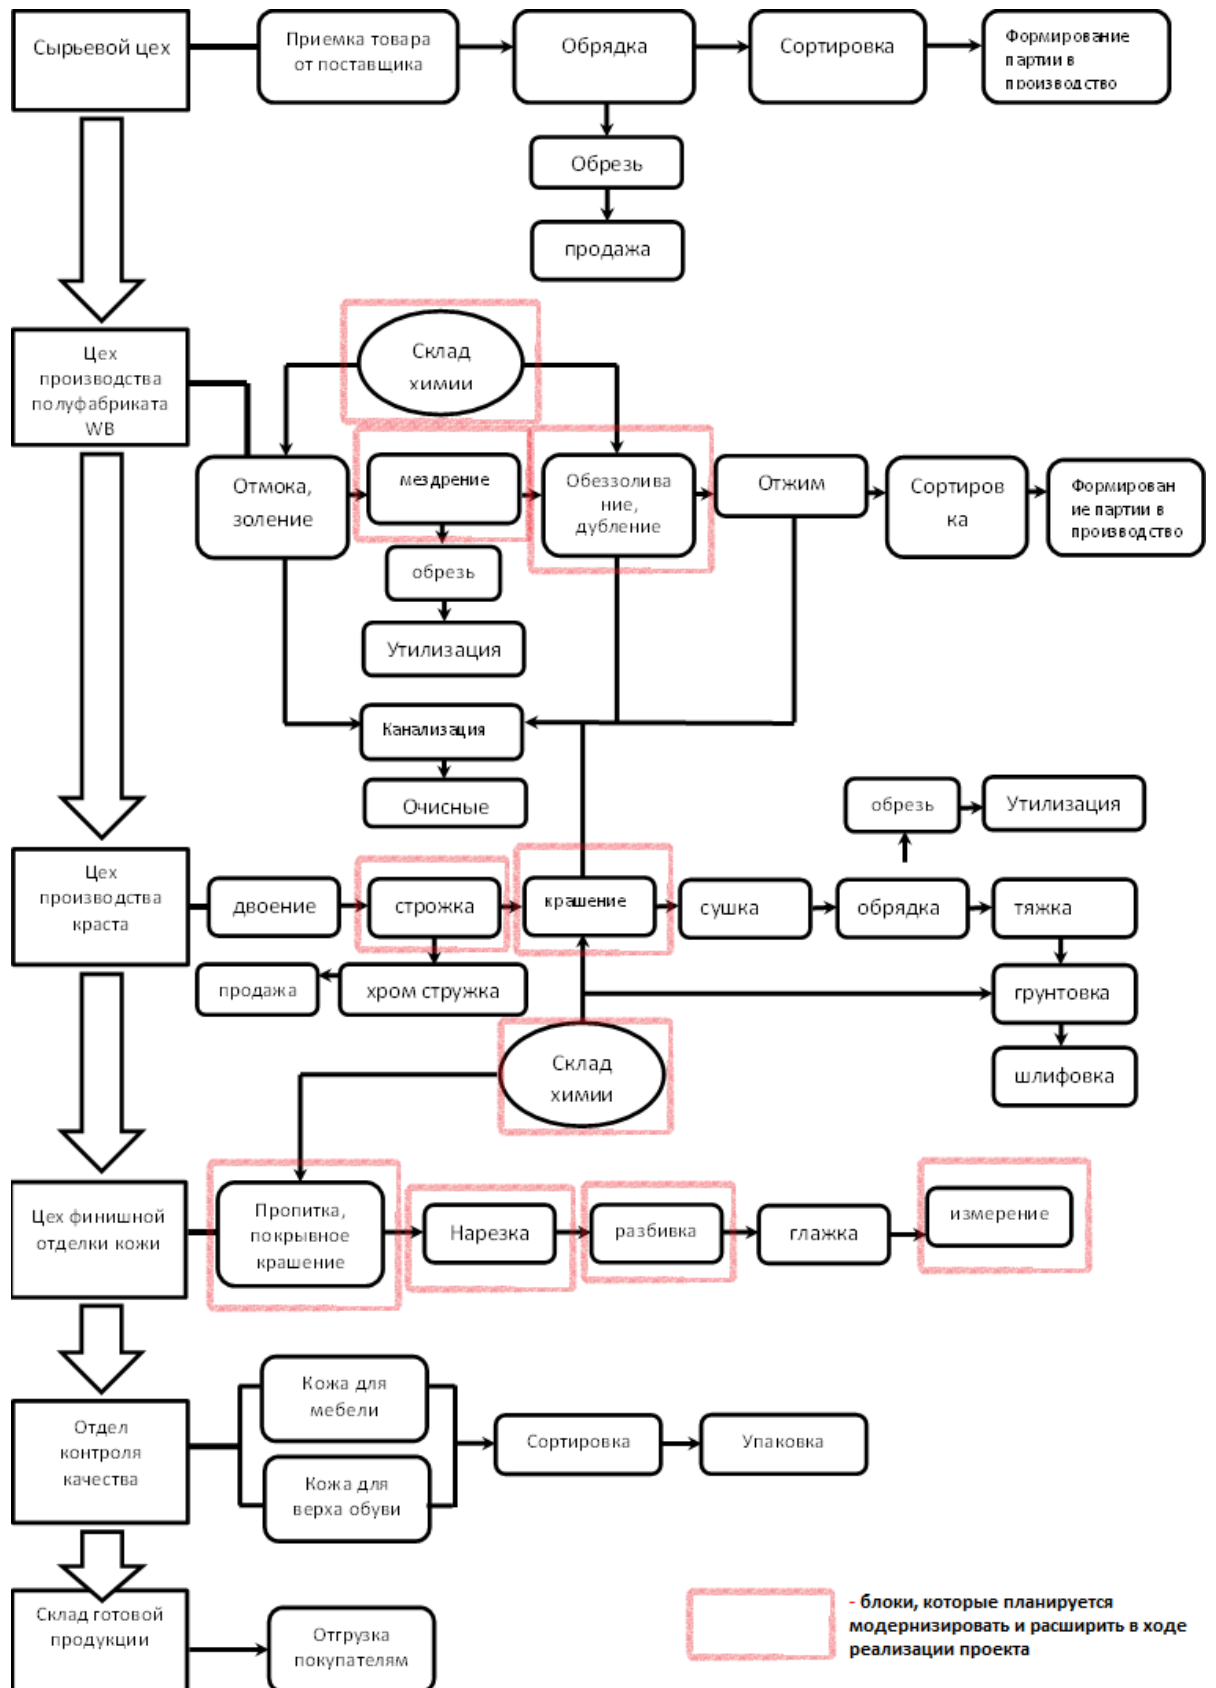 Сырьевой цех
Приемка товара
от поставщика
Обрядка
Сортировка
Формирование
партии в
производство
Обрезь
продажа
Цех
производства
полуфабриката
WB
Склад
химии
Отмока,
золение
мездрение
Обеззолива
ние,
дубление
Отжим
Сортиров
ка
Формирован
ие партии в
производство
обрезь
Утилизация
Канализация
Очисные
обрезь
Утилизация
Цех
производства
краста
двоение
строжка
крашение
сушка
обрядка
тяжка
продажа
хром стружка
грунтовка
Склад
химии
шлифовка
Цех финишной
отделки кожи
Пропитка,
покрывное
крашение
Нарезка
разбивка
глажка
измерение
Отдел
контроля
качества
Кожа для
мебели
Кожа для
верха обуви
Сортировка
Упаковка
Склад готовой
продукции
Отгрузка
покупателям
- блоки, которые планируется
модернизировать и расширить в ходе
реализации проекта